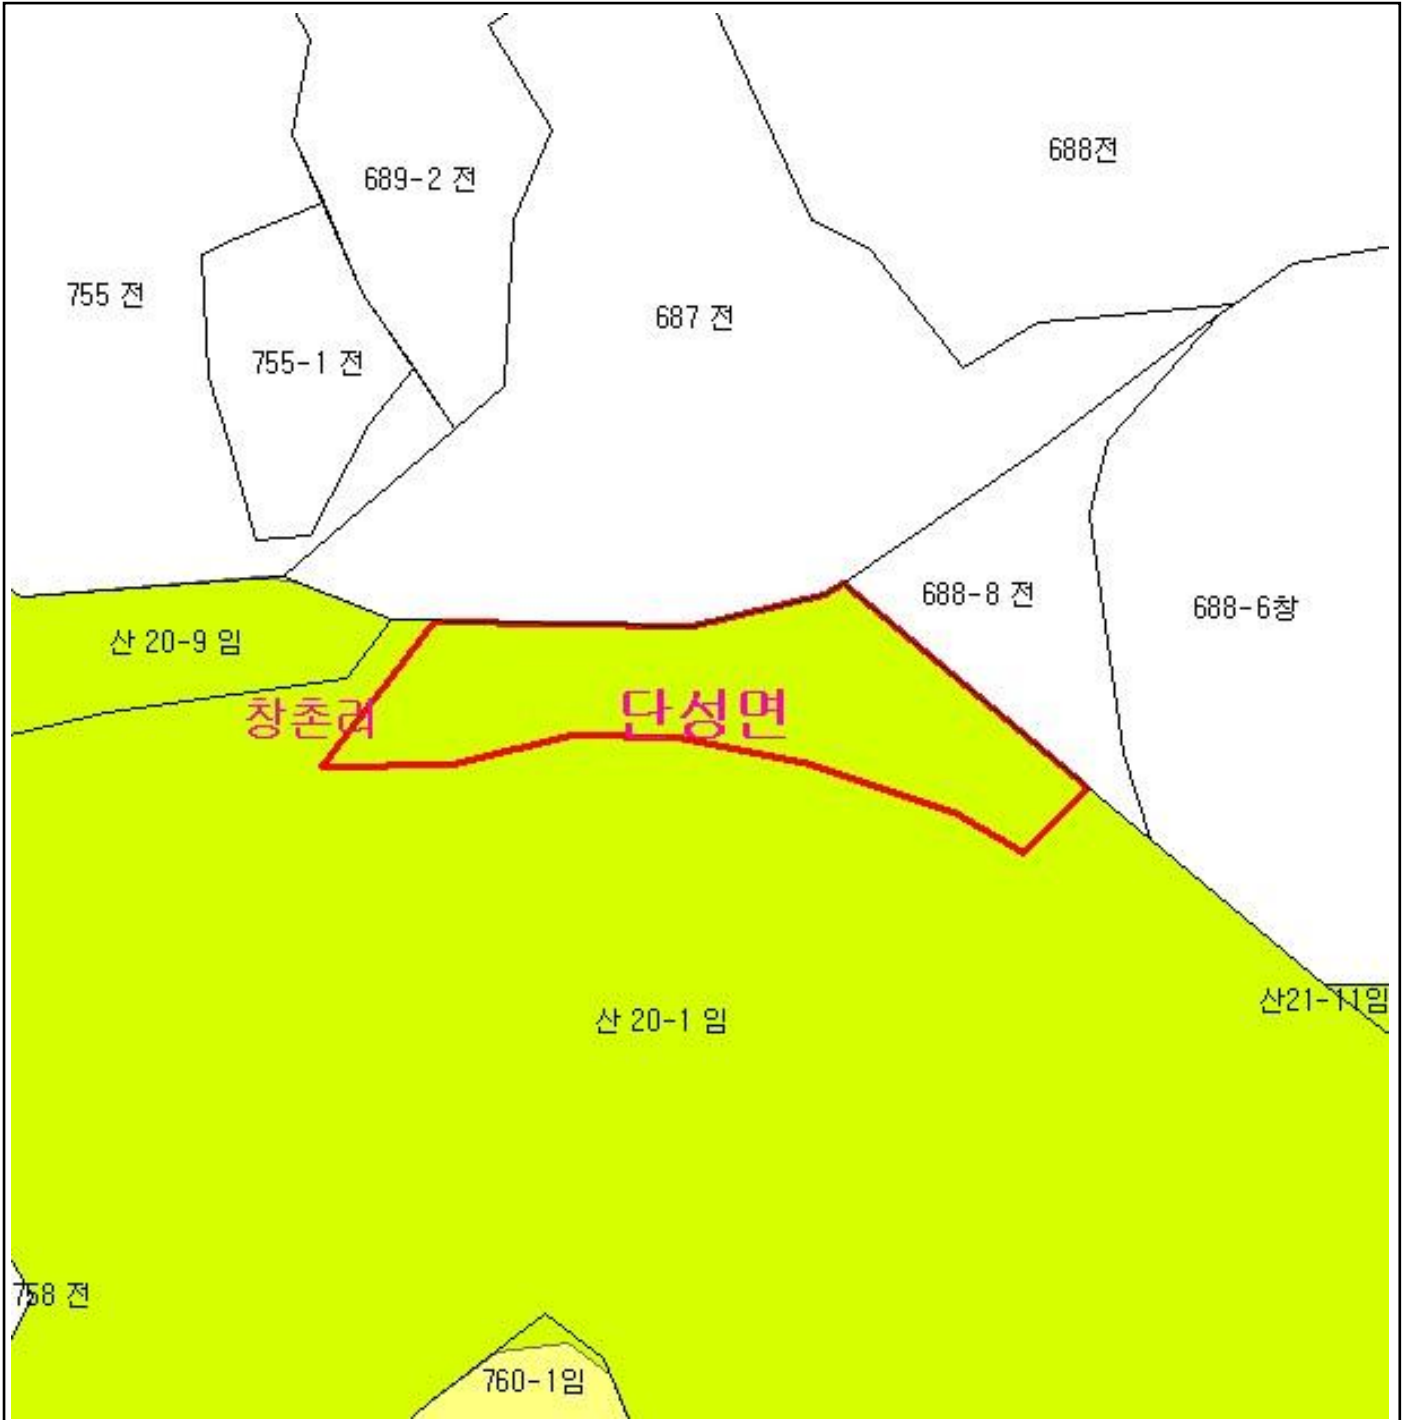 688전
689-2 전
755 전
687 전
755-1 전
688-8 전
688-6창
산 20-9 임
단성면
창촌리
산21-11임
산 20-1 임
758 전
760-1임